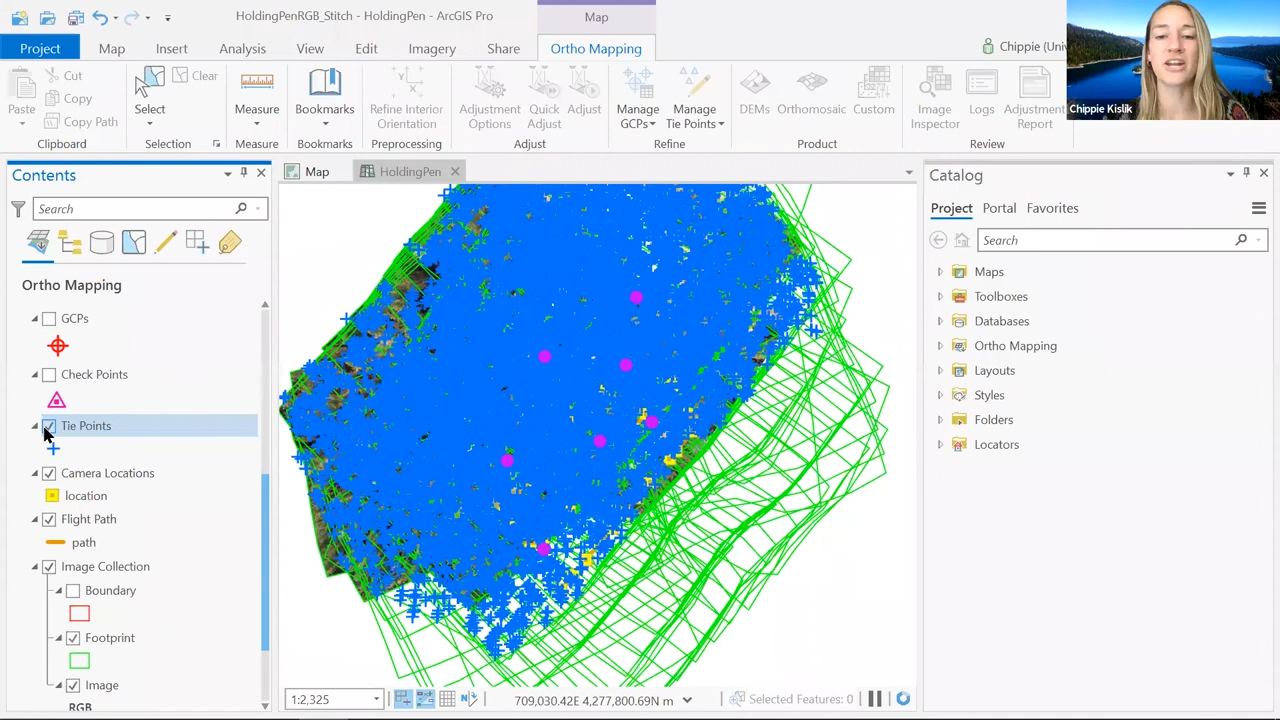 HoldingPenRGB_Stitch - HoldingPen - ArcGIS Pro
Map
Project
Map
Insert
Analysis
View
Edit
Imagery
Share
Ortho Mapping
Chippie (Uni
Chippie Kislik
Paste
Cut
Copy
Copy Path
Clipboard
Select
Clear
Selection
Measure
Measure
Bookmarks
Bookmarks
Refine Interior
Orientation
Preprocessing
Adjustment
Options
Quick
Adjust
Adjust
Adjust
Manage
GCPs
Manage
Tie Points
Refine
DEMs
Orthomosaic
Custom
Product
Image
Inspector
Logs
Adjustment
Report
Review
Contents
Search
Ortho Mapping
GCPs
Check Points
Tie Points
Camera Locations
location
Flight Path
path
Image Collection
Boundary
Footprint
Image
RGB
Map
HoldingPen
1:2,325
709,030.42E 4,277,800.69N m
Selected Features: 0
Catalog
Project
Portal
Favorites
Search
Maps
Toolboxes
Databases
Ortho Mapping
Layouts
Styles
Folders
Locators